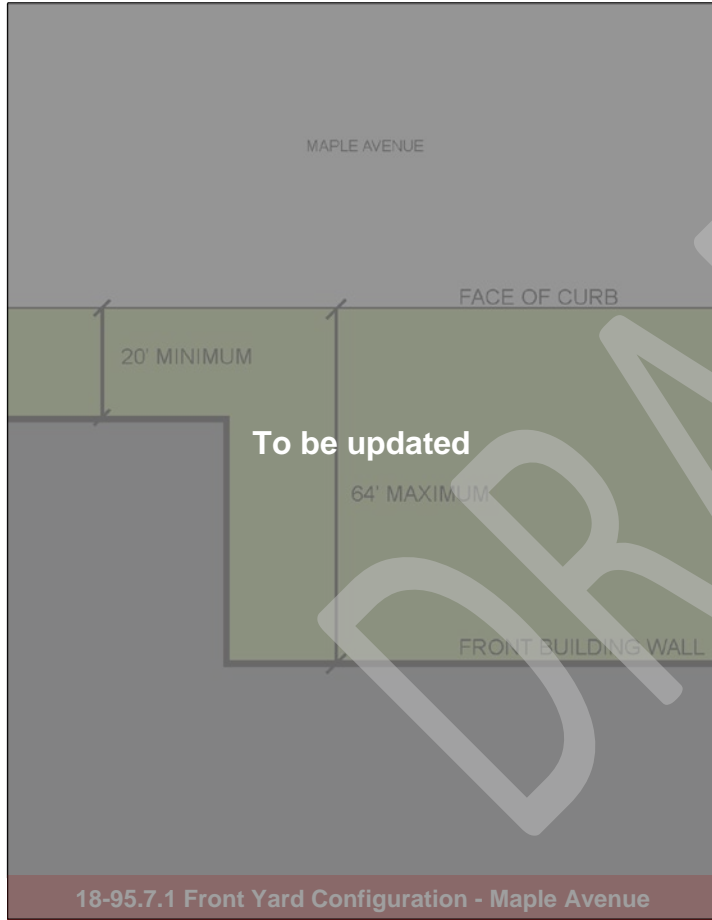 MAPLE AVENUE
FACE OF CURB
20' MINIMUM
To be updated
64' MAXIMUM
FRONT BUILDING WALL
18-95.7.1 Front Yard Configuration - Maple Avenue